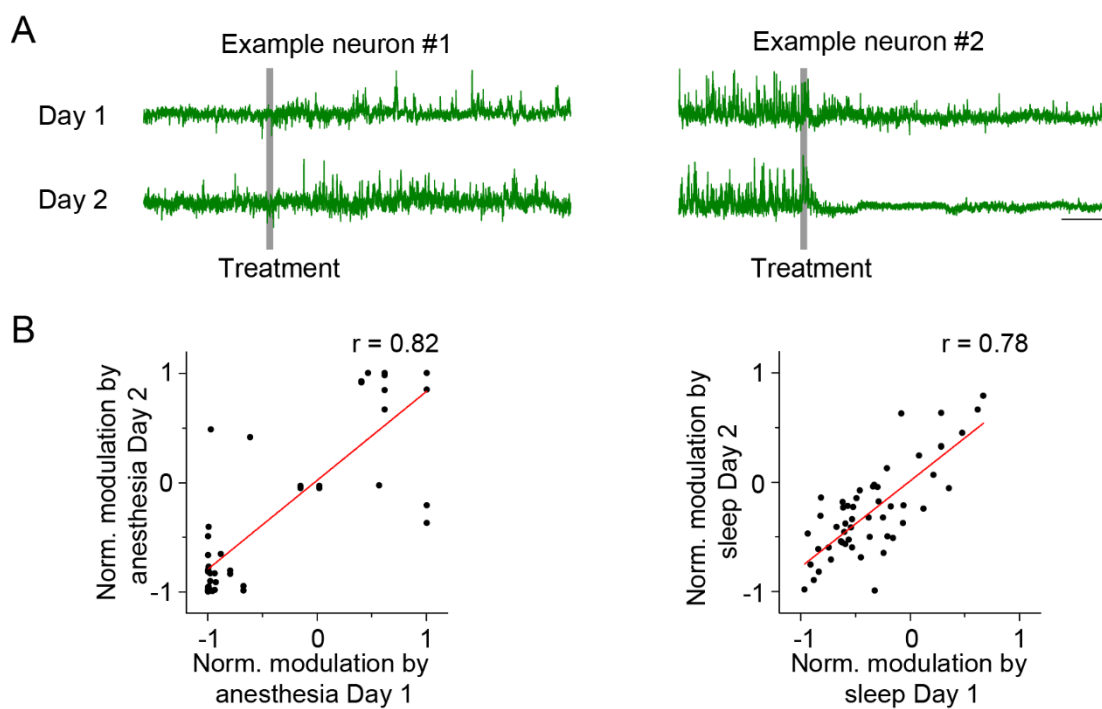 A
Example neuron #1
Example neuron #2
Day 1
Day 2
Treatment
Treatment
B
r = 0.82
Norm. modulation by
anesthesia Day 2
1
0
-1
-1
0
1
Norm. modulation by
anesthesia Day 1
r = 0.78
Norm. modulation by
sleep Day 2
1
0
-1
-1
0
1
Norm. modulation by
sleep Day 1